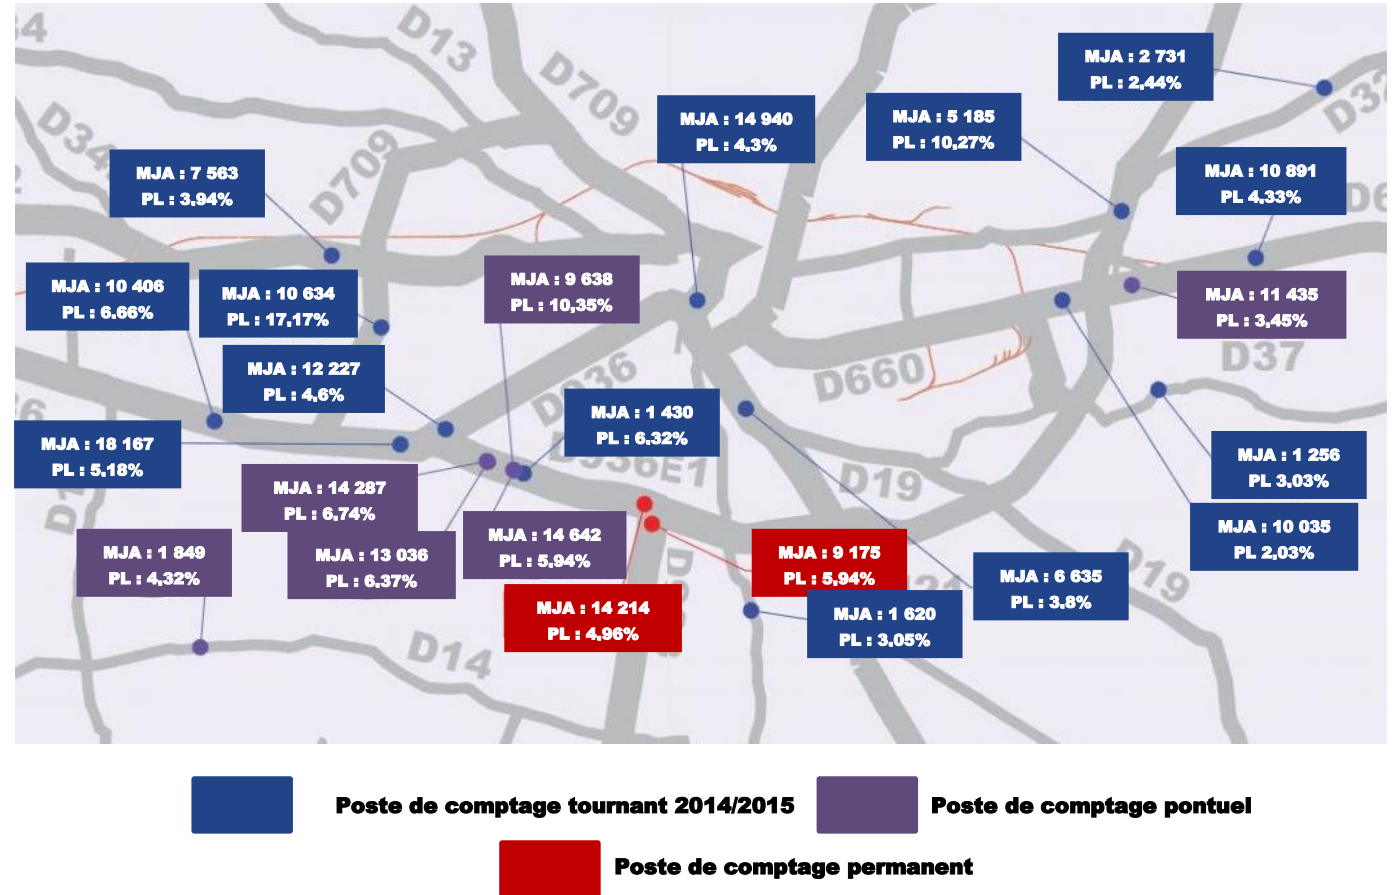 D13
D709
MJA : 2 731
PL : 2,44%
D32
MJA : 14 940
PL : 4,3%
MJA : 5 185
PL : 10,27%
D34
D709
MJA : 7 563
PL : 3,94%
MJA : 10 891
PL 4,33%
D6
MJA : 10 406
PL : 6,66%
MJA : 10 634
PL : 17,17%
MJA : 9 638
PL : 10,35%
MJA : 11 435
PL : 3,45%
D37
MJA : 12 227
PL : 4,6%
D936
D660
MJA : 1 430
PL : 6,32%
MJA : 18 167
PL : 5,18%
D936E1
D19
MJA : 1 256
PL 3,03%
MJA : 14 287
PL : 6,74%
MJA : 10 035
PL 2,03%
MJA : 1 849
PL : 4,32%
MJA : 13 036
PL : 6,37%
MJA : 14 642
PL : 5,94%
MJA : 9 175
PL : 5,94%
D19
MJA : 6 635
PL : 3,8%
MJA : 14 214
PL : 4,96%
MJA : 1 620
PL : 3,05%
D14
Poste de comptage tournant 2014/2015
Poste de comptage pontuel
Poste de comptage permanent